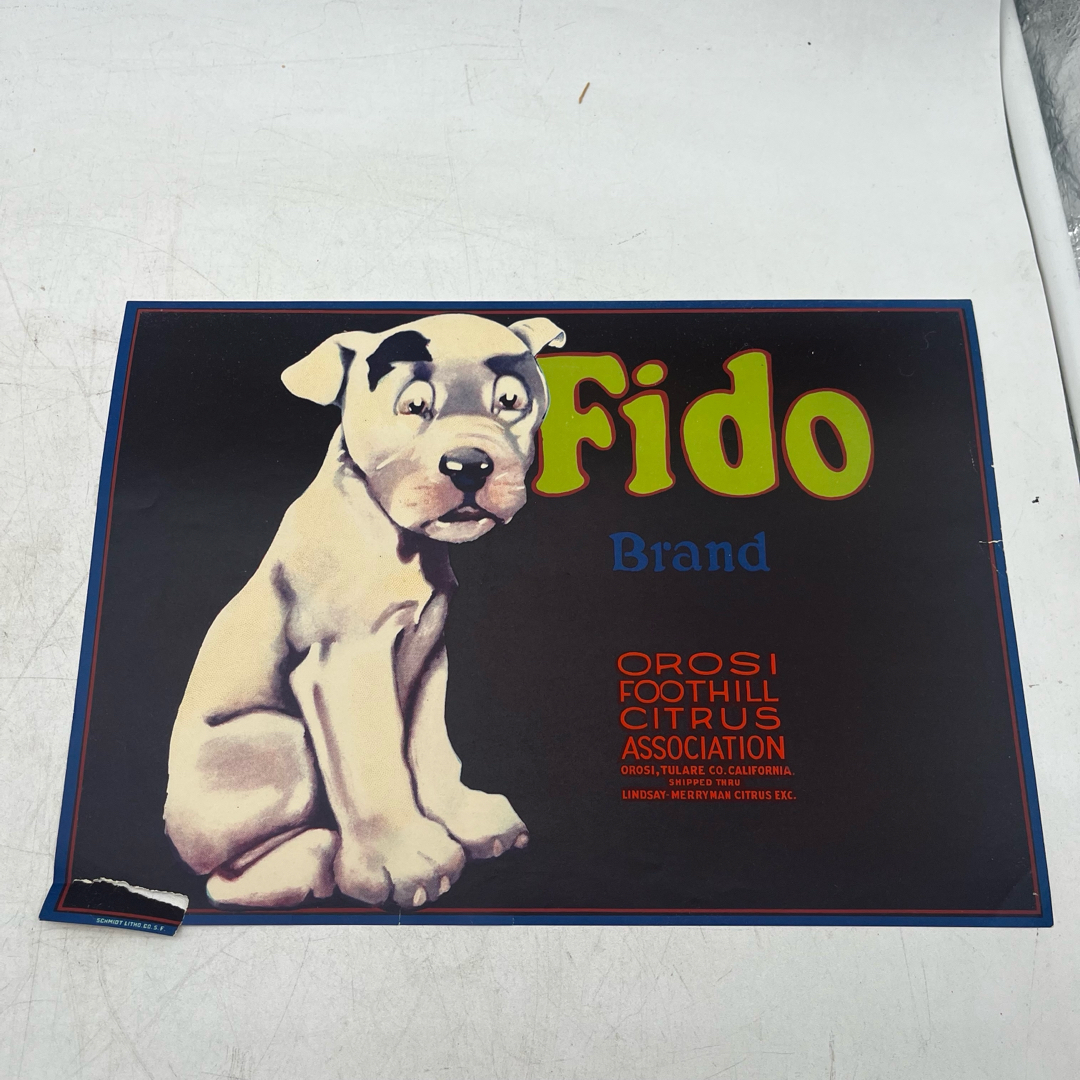 Fido
Brand
OROSI
FOOTHILL
CITRUS
ASSOCIATION
OROSI, TULARE CO. CALIFORNIA.
SHIPPED THRU
LINDSAY-MERRYMAN CITRUS EXC.
SCHMIDT LITHO. CO. S. F.